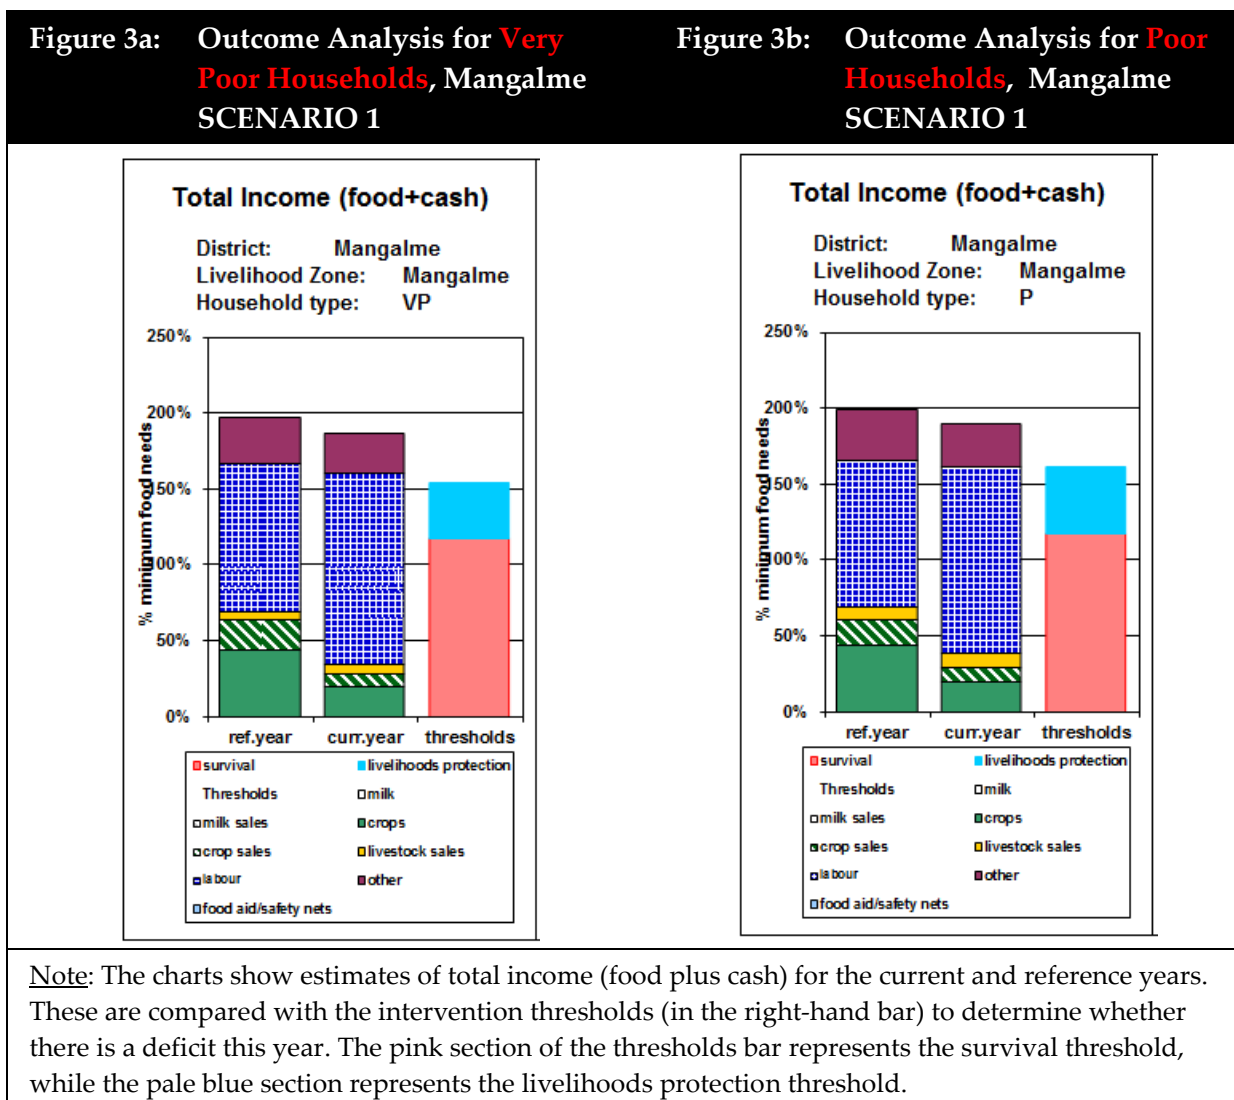 Figure 3a: Outcome Analysis for Very
Poor Households, Mangalme
SCENARIO 1
Figure 3b: Outcome Analysis for Poor
Households, Mangalme
SCENARIO 1
Total Income (food+cash)
District: Mangalme
Livelihood Zone: Mangalme
Household type: VP
250%
200%
150%
100%
50%
0%
% minimum food needs
ref.year curr.year thresholds
survival livelihoods protection
Thresholds milk
milk sales crops
crop sales livestock sales
labour other
food aid/safety nets
Total Income (food+cash)
District: Mangalme
Livelihood Zone: Mangalme
Household type: P
250%
200%
150%
100%
50%
0%
% minimum food needs
ref.year curr.year thresholds
survival livelihoods protection
Thresholds milk
milk sales crops
crop sales livestock sales
labour other
food aid/safety nets
Note: The charts show estimates of total income (food plus cash) for the current and reference years.
These are compared with the intervention thresholds (in the right-hand bar) to determine whether
there is a deficit this year. The pink section of the thresholds bar represents the survival threshold,
while the pale blue section represents the livelihoods protection threshold.